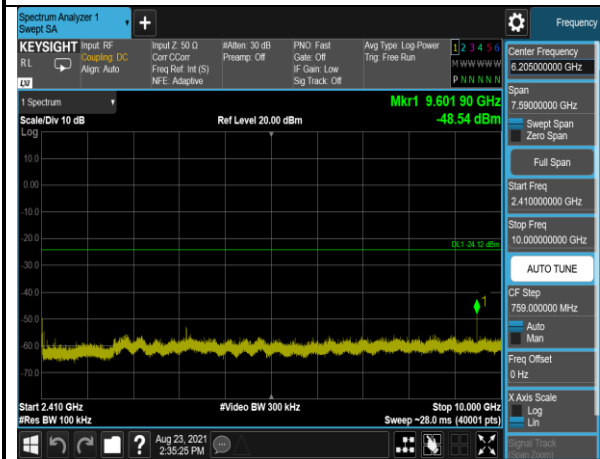 Spectrum Analyzer 1
Swept SA
+
Frequency
KEYSIGHT
RL
LXI
Input: RF
Coupling: DC
Align: Auto
Input Z: 50 Ω
Corr CCorr
Freq Ref: Int (S)
NFE: Adaptive
#Atten: 30 dB
Preamp: Off
PNO: Fast
Gate: Off
IF Gain: Low
Sig Track: Off
Avg Type: Log-Power
Trig: Free Run
1 2 3 4 5 6
M W W W W W
P N N N N N
1 Spectrum
Scale/Div 10 dB
Ref Level 20.00 dBm
Mkr1 9.601 90 GHz
-48.54 dBm
Log
10.0
0.00
-10.0
-20.0
-30.0
-40.0
-50.0
-60.0
-70.0
DL1 -24.12 dBm
1
Start 2.410 GHz
#Video BW 300 kHz
Stop 10.000 GHz
#Res BW 100 kHz
Sweep ~28.0 ms (40001 pts)
?
Aug 23, 2021
2:35:25 PM
Center Frequency
6.205000000 GHz
Span
7.59000000 GHz
Swept Span
Zero Span
Full Span
Start Freq
2.410000000 GHz
Stop Freq
10.000000000 GHz
AUTO TUNE
CF Step
759.000000 MHz
Auto
Man
Freq Offset
0 Hz
X Axis Scale
Log
Lin
Signal Track
(Span Zoom)